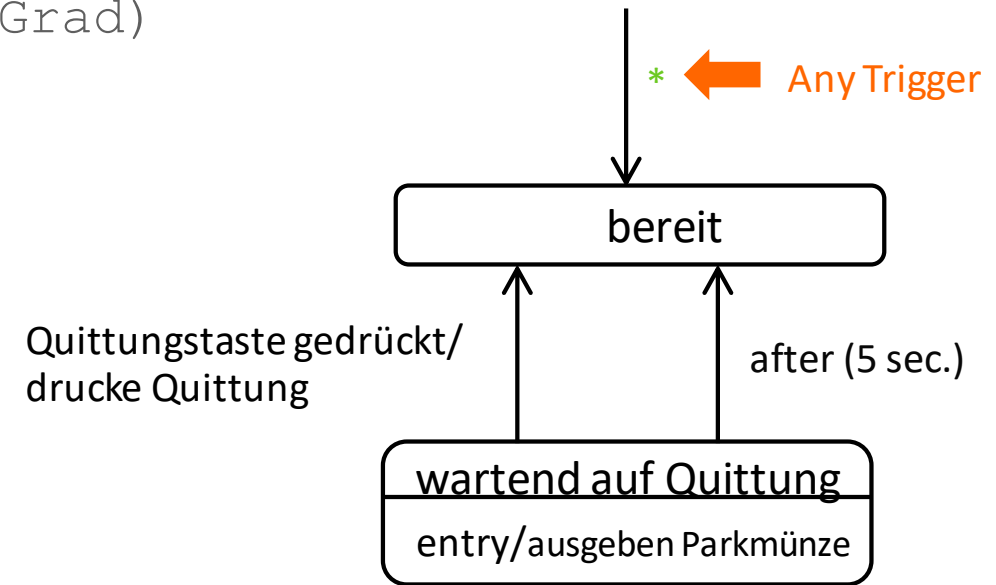 Grad)
* Any Trigger
bereit
Quittungstaste gedrückt/
drucke Quittung
after (5 sec.)
wartend auf Quittung
entry/ausgeben Parkmünze